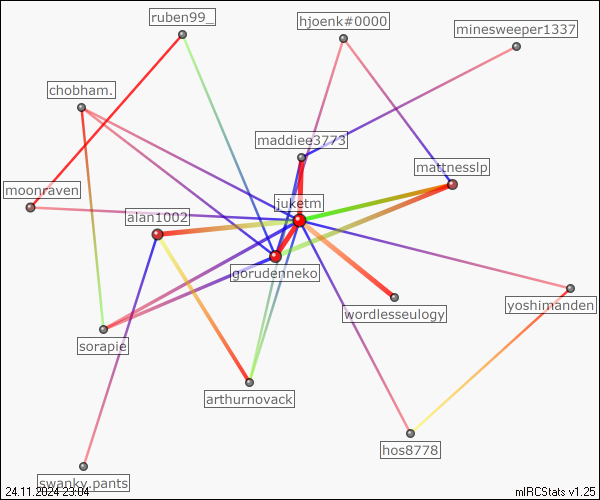 ruben99_
hjoenk#0000
minesweeper1337
chobham.
maddiee3773
mattnesslp
moonraven
juketm
alan1002
gorudenneko
yoshimanden
wordlesseulogy
sorapie
arthurnovack
hos8778
swanky.pants
24.11.2024 23:04
mIRCStats v1.25